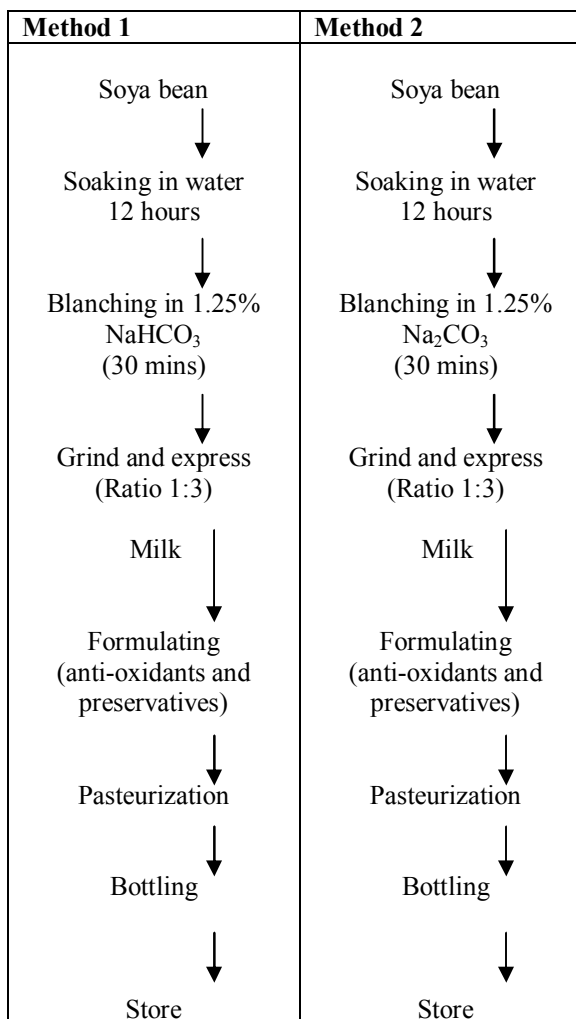 Method 1
Soya bean
Soaking in water
12 hours
Blanching in 1.25%
NaHCO₃
(30 mins)
Grind and express
(Ratio 1:3)
Milk
Formulating
(anti-oxidants and
preservatives)
Pasteurization
Bottling
Store
Method 2
Soya bean
Soaking in water
12 hours
Blanching in 1.25%
Na₂CO₃
(30 mins)
Grind and express
(Ratio 1:3)
Milk
Formulating
(anti-oxidants and
preservatives)
Pasteurization
Bottling
Store